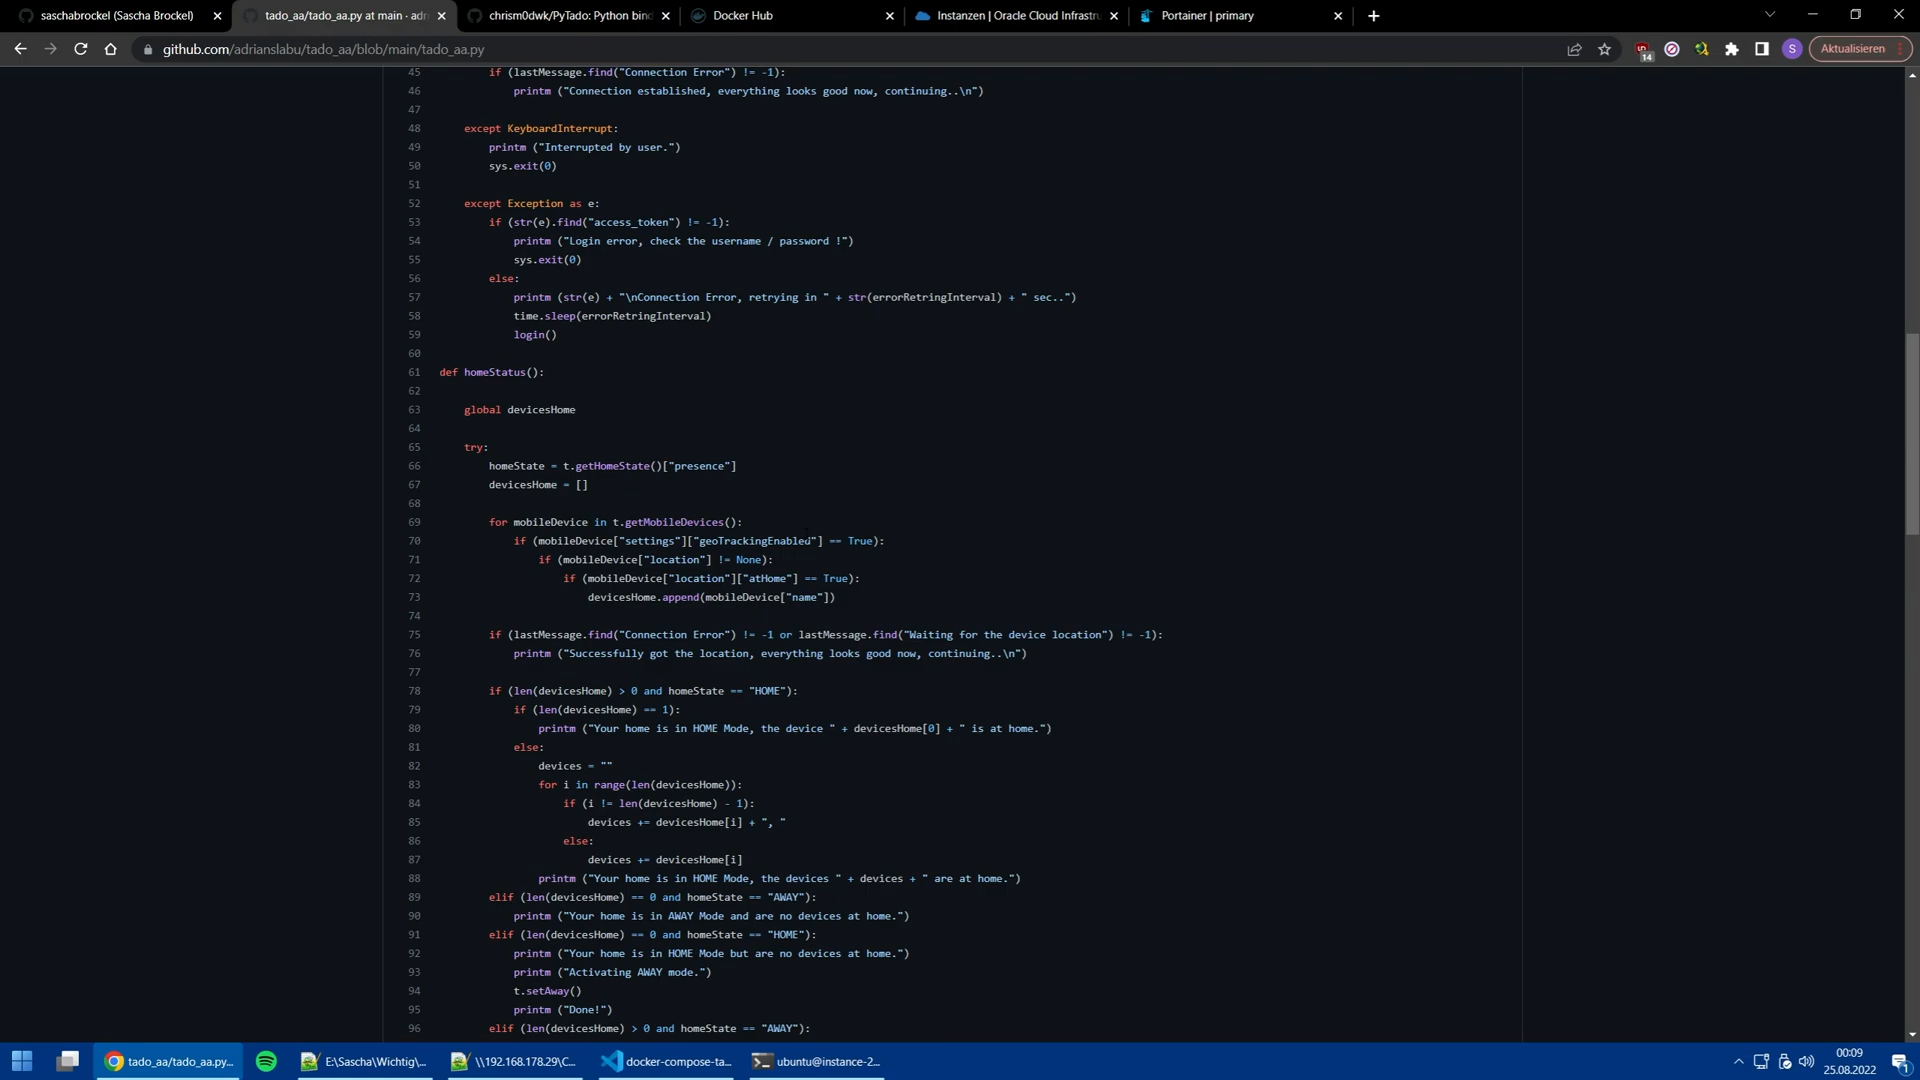 saschabrockel (Sascha Brockel)
tado_aa/tado_aa.py at main · adri
chrism0dwk/PyTado: Python bind
Docker Hub
Instanzen | Oracle Cloud Infrastru
Portainer | primary
github.com/adrianslabu/tado_aa/blob/main/tado_aa.py
14
S
Aktualisieren
45 if (lastMessage.find("Connection Error") != -1):
46 printm ("Connection established, everything looks good now, continuing..\n")
47
48 except KeyboardInterrupt:
49 printm ("Interrupted by user.")
50 sys.exit(0)
51
52 except Exception as e:
53 if (str(e).find("access_token") != -1):
54 printm ("Login error, check the username / password !")
55 sys.exit(0)
56 else:
57 printm (str(e) + "\nConnection Error, retrying in " + str(errorRetringInterval) + " sec..")
58 time.sleep(errorRetringInterval)
59 login()
60
61 def homeStatus():
62
63 global devicesHome
64
65 try:
66 homeState = t.getHomeState()["presence"]
67 devicesHome = []
68
69 for mobileDevice in t.getMobileDevices():
70 if (mobileDevice["settings"]["geoTrackingEnabled"] == True):
71 if (mobileDevice["location"] != None):
72 if (mobileDevice["location"]["atHome"] == True):
73 devicesHome.append(mobileDevice["name"])
74
75 if (lastMessage.find("Connection Error") != -1 or lastMessage.find("Waiting for the device location") != -1):
76 printm ("Successfully got the location, everything looks good now, continuing..\n")
77
78 if (len(devicesHome) > 0 and homeState == "HOME"):
79 if (len(devicesHome) == 1):
80 printm ("Your home is in HOME Mode, the device " + devicesHome[0] + " is at home.")
81 else:
82 devices = ""
83 for i in range(len(devicesHome)):
84 if (i != len(devicesHome) - 1):
85 devices += devicesHome[i] + ", "
86 else:
87 devices += devicesHome[i]
88 printm ("Your home is in HOME Mode, the devices " + devices + " are at home.")
89 elif (len(devicesHome) == 0 and homeState == "AWAY"):
90 printm ("Your home is in AWAY Mode and are no devices at home.")
91 elif (len(devicesHome) == 0 and homeState == "HOME"):
92 printm ("Your home is in HOME Mode but are no devices at home.")
93 printm ("Activating AWAY mode.")
94 t.setAway()
95 printm ("Done!")
96 elif (len(devicesHome) > 0 and homeState == "AWAY"):
tado_aa/tado_aa.py...
E:\Sascha\Wichtig\...
\\192.168.178.29\C...
docker-compose-ta...
ubuntu@instance-2...
00:09
25.08.2022
1